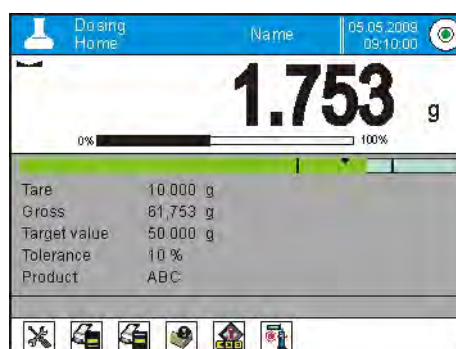 Dosing
Home
Name
05.05.2009
09:10:00
1.753 g
0% 100%
Tare 10.000 g
Gross 61,753 g
Target value 50.000 g
Tolerance 10 %
Product ABC